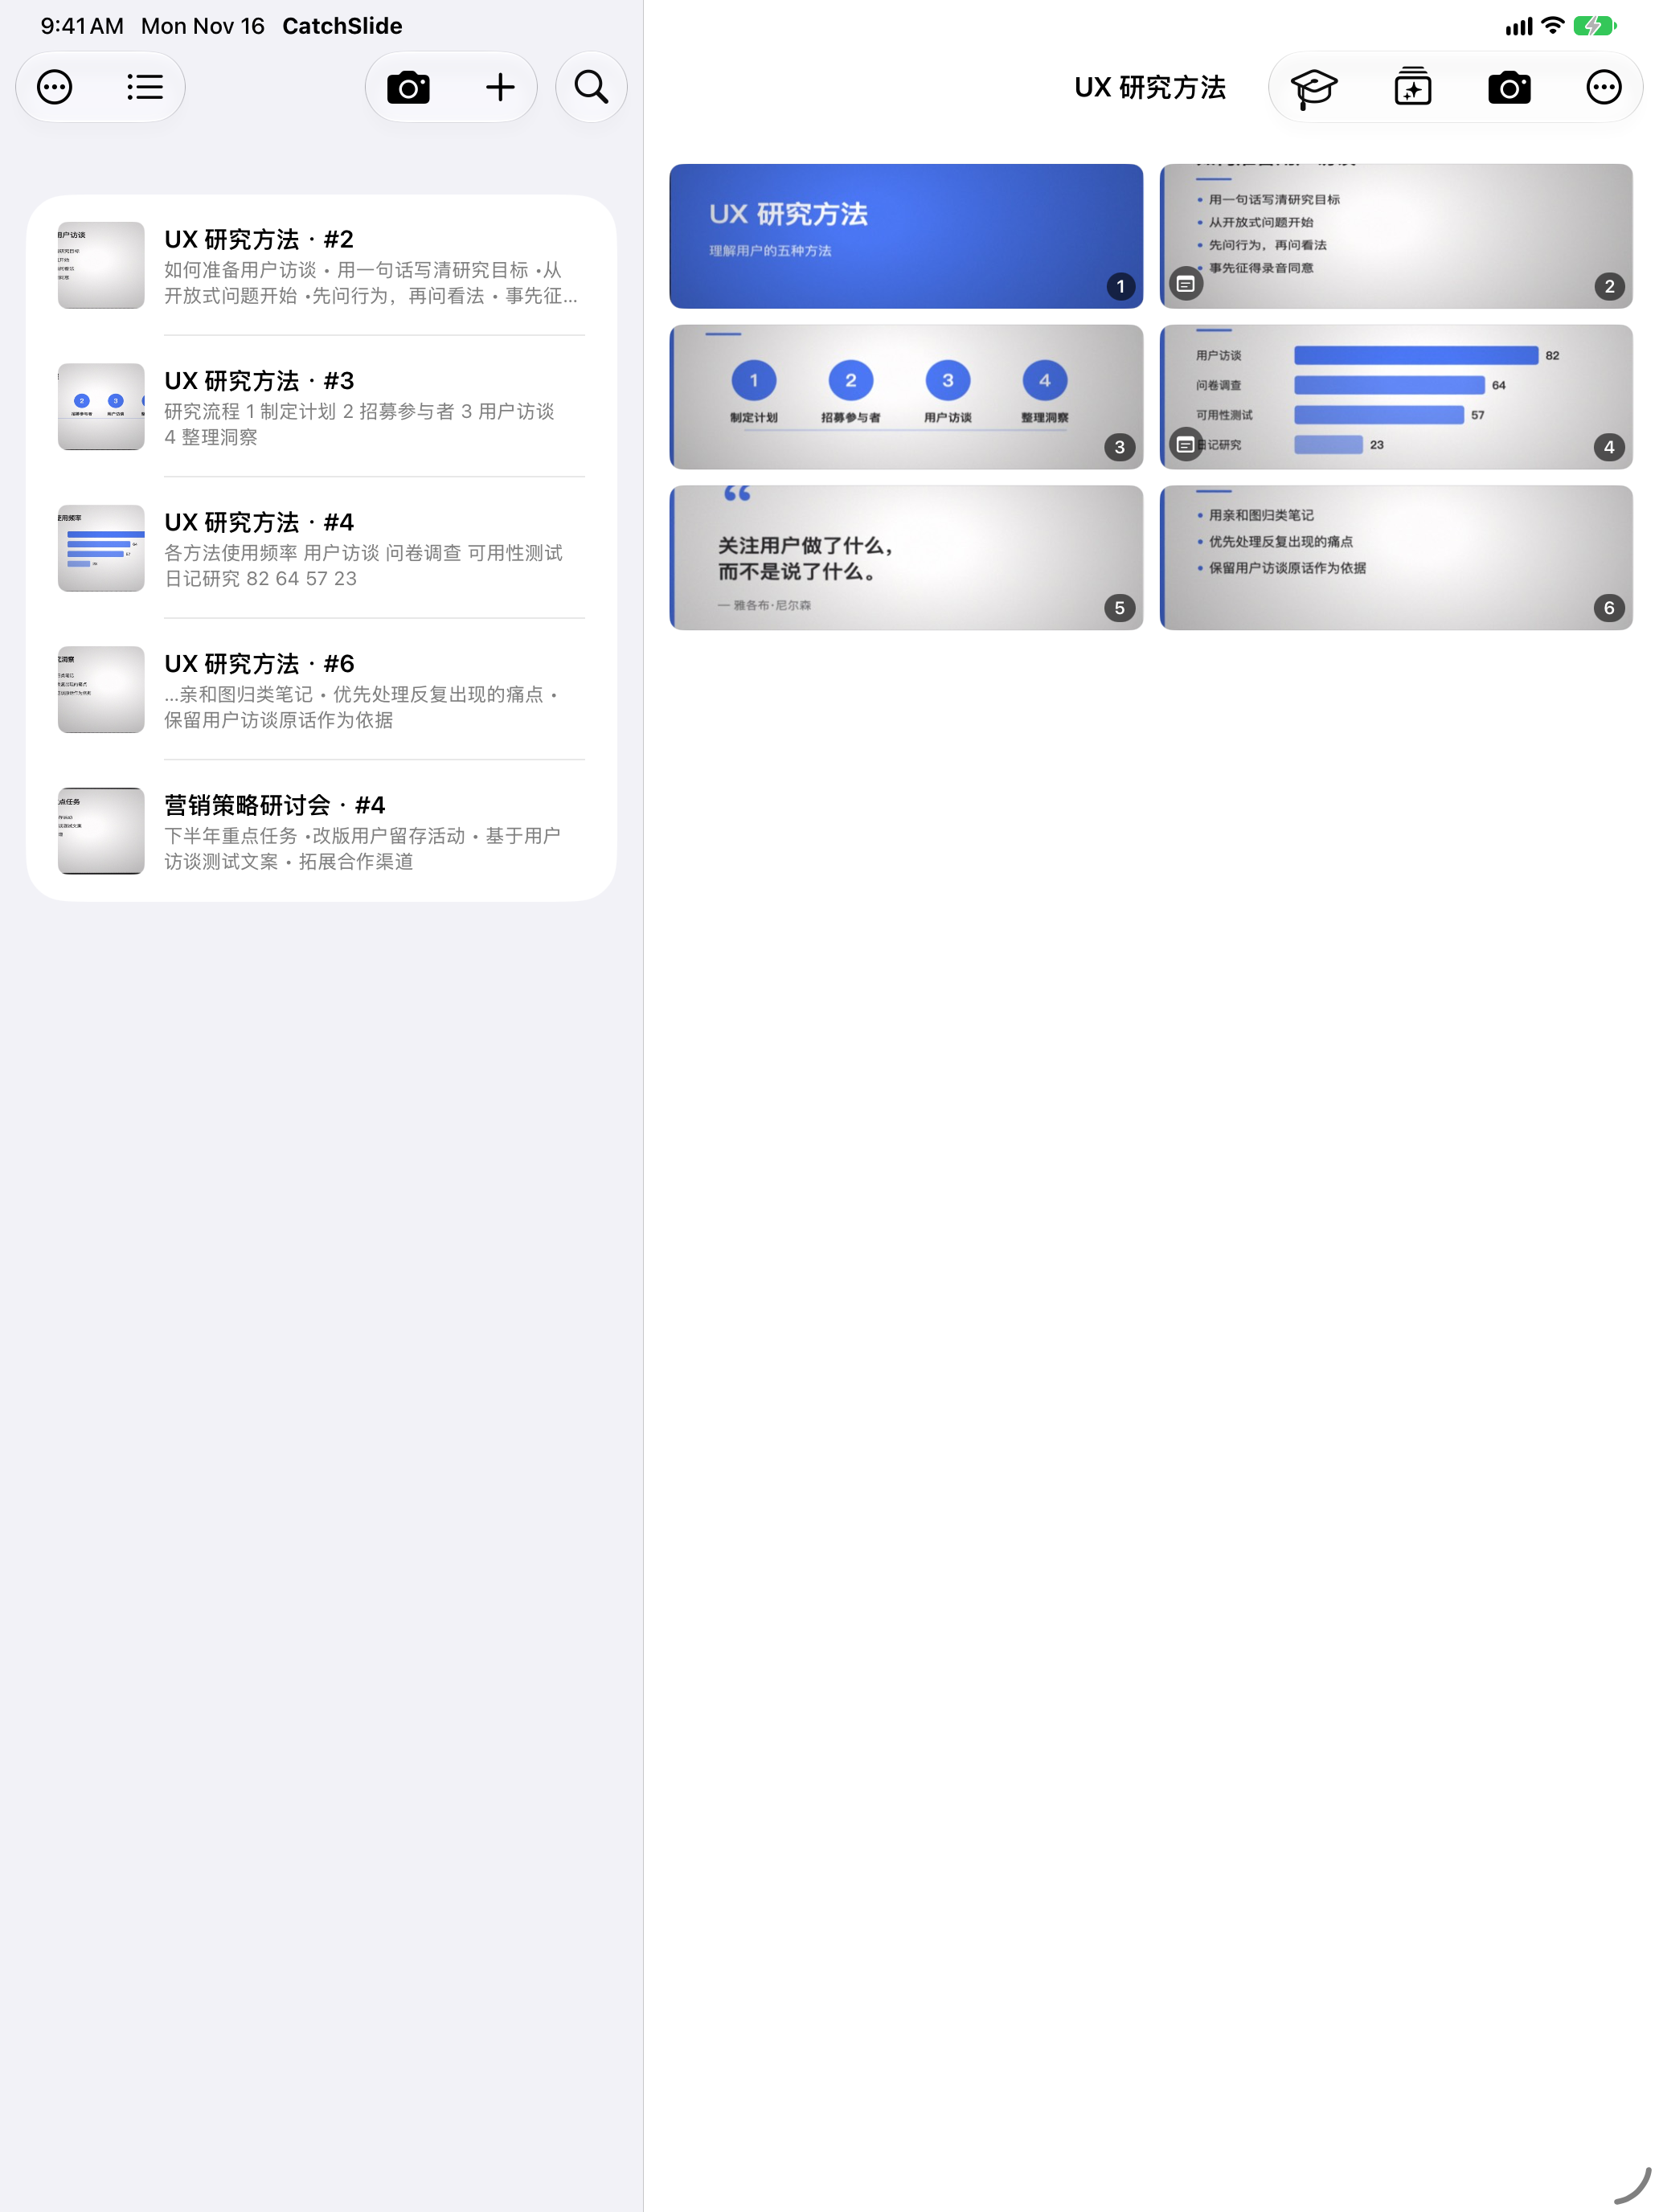 9:41 AM Mon Nov 16 CatchSlide
UX 研究方法 · #2
如何准备用户访谈 • 用一句话写清研究目标 •从
开放式问题开始 •先问行为，再问看法 • 事先征...
UX 研究方法 · #3
研究流程 1 制定计划 2 招募参与者 3 用户访谈
4 整理洞察
UX 研究方法 · #4
各方法使用频率 用户访谈 问卷调查 可用性测试
日记研究 82 64 57 23
UX 研究方法 · #6
...亲和图归类笔记 • 优先处理反复出现的痛点 •
保留用户访谈原话作为依据
营销策略研讨会 · #4
下半年重点任务 •改版用户留存活动 • 基于用户
访谈测试文案 • 拓展合作渠道
UX 研究方法
UX 研究方法
理解用户的五种方法
1
• 用一句话写清研究目标
• 从开放式问题开始
• 先问行为，再问看法
• 事先征得录音同意
2
1 2 3 4
制定计划 招募参与者 用户访谈 整理洞察
3
用户访谈 82
问卷调查 64
可用性测试 57
日记研究 23
4
“
关注用户做了什么，
而不是说了什么。
— 雅各布·尼尔森
5
• 用亲和图归类笔记
• 优先处理反复出现的痛点
• 保留用户访谈原话作为依据
6